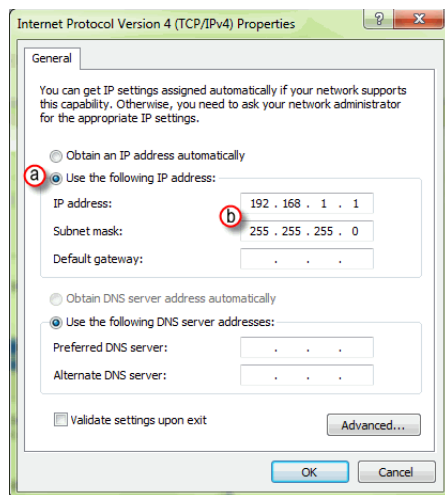 Internet Protocol Version 4 (TCP/IPv4) Properties
General
You can get IP settings assigned automatically if your network supports
this capability. Otherwise, you need to ask your network administrator
for the appropriate IP settings.
Obtain an IP address automatically
a Use the following IP address:
IP address: 192 . 168 . 1 . 1
b
Subnet mask: 255 . 255 . 255 . 0
Default gateway: . . .
Obtain DNS server address automatically
Use the following DNS server addresses:
Preferred DNS server: . . .
Alternate DNS server: . . .
Validate settings upon exit
Advanced...
OK Cancel